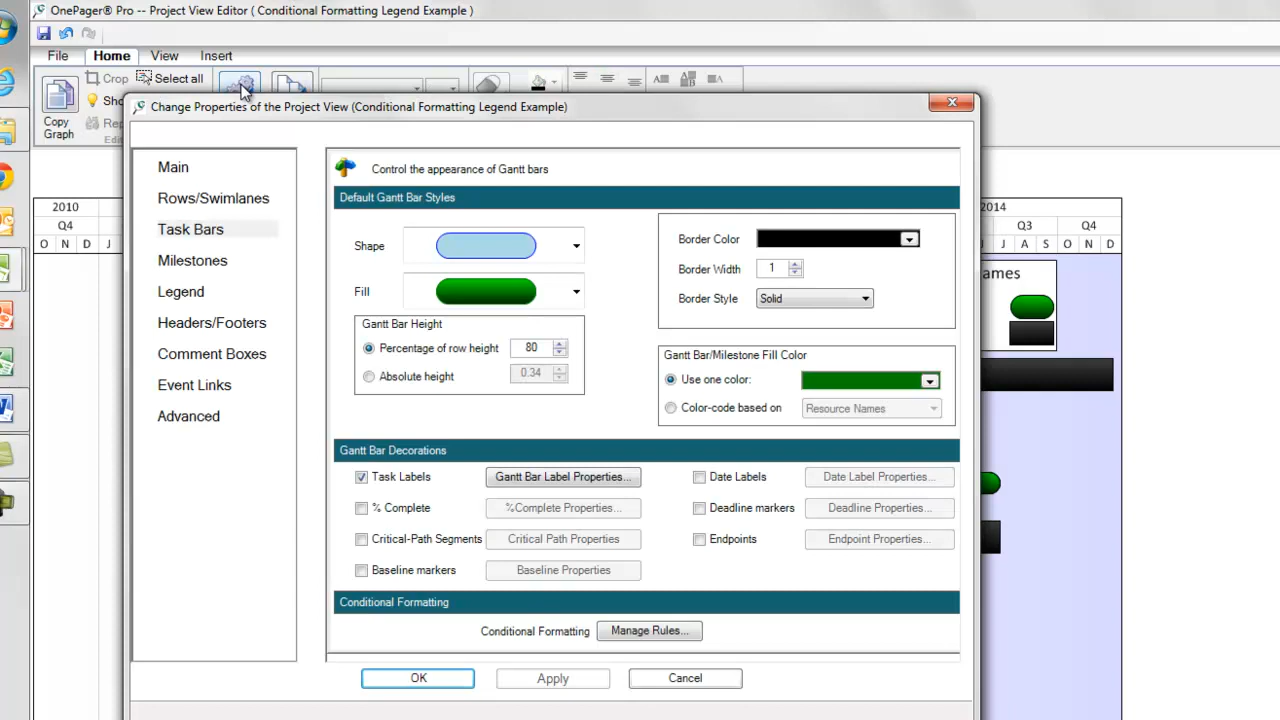 OnePager® Pro -- Project View Editor ( Conditional Formatting Legend Example )
File Home View Insert
Crop Select all
Copy Graph
Change Properties of the Project View (Conditional Formatting Legend Example)
Main
Rows/Swimlanes
Task Bars
Milestones
Legend
Headers/Footers
Comment Boxes
Event Links
Advanced
Control the appearance of Gantt bars
Default Gantt Bar Styles
Shape
Fill
Border Color
Border Width 1
Border Style Solid
Gantt Bar Height
Percentage of row height 80
Absolute height 0.34
Gantt Bar/Milestone Fill Color
Use one color:
Color-code based on Resource Names
Gantt Bar Decorations
Task Labels Gantt Bar Label Properties... Date Labels Date Label Properties...
% Complete %Complete Properties... Deadline markers Deadline Properties...
Critical-Path Segments Critical Path Properties Endpoints Endpoint Properties...
Baseline markers Baseline Properties
Conditional Formatting
Conditional Formatting Manage Rules...
OK Apply Cancel
2010
Q4
O N D J
2014
Q3 Q4
J A S O N D
ames